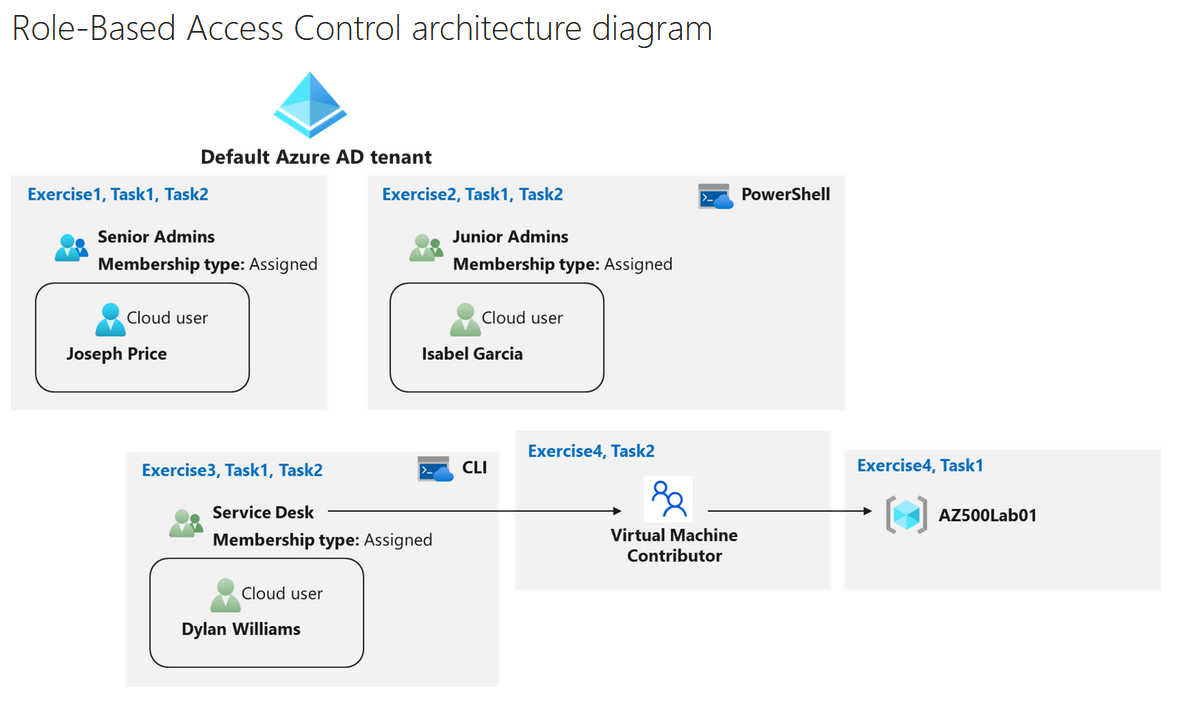 Role-Based Access Control architecture diagram
Default Azure AD tenant
Exercise1, Task1, Task2
Senior Admins
Membership type: Assigned
Cloud user
Joseph Price
Exercise2, Task1, Task2
PowerShell
Junior Admins
Membership type: Assigned
Cloud user
Isabel Garcia
Exercise3, Task1, Task2
CLI
Service Desk
Membership type: Assigned
Cloud user
Dylan Williams
Exercise4, Task2
Virtual Machine
Contributor
Exercise4, Task1
AZ500Lab01